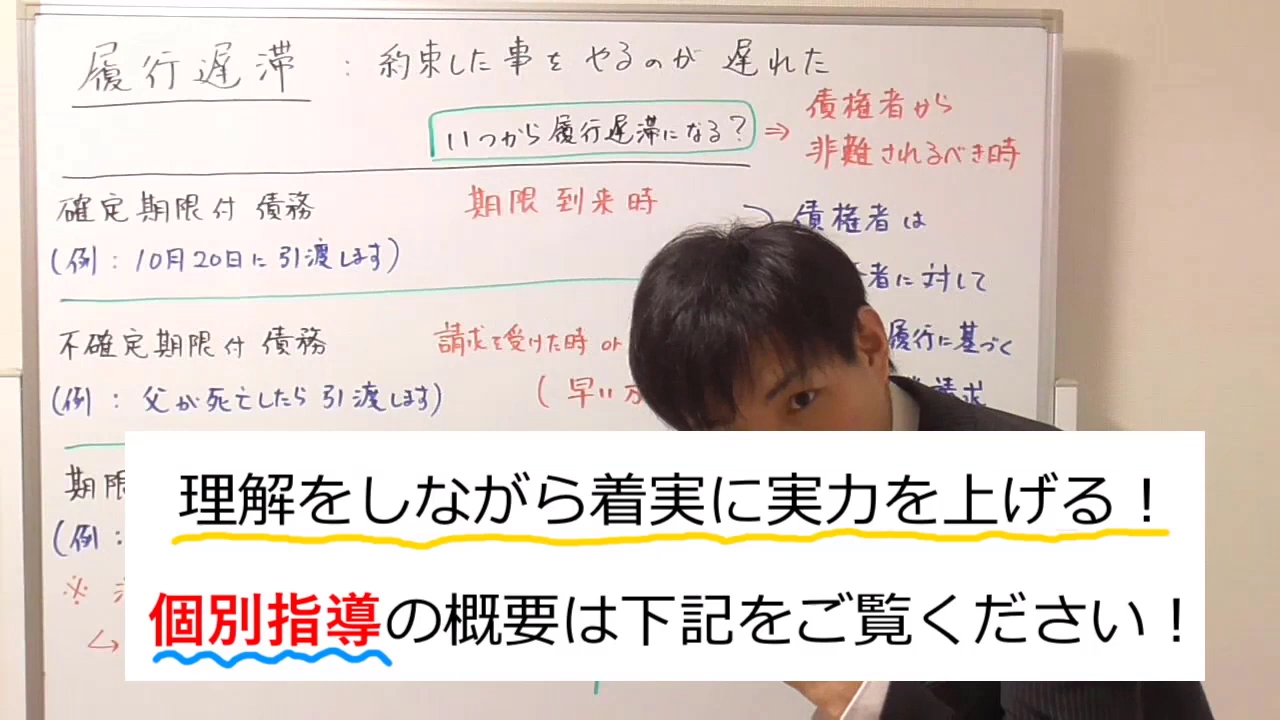 履行遅滞 : 約束した事をやるのが 遅れた
いつから履行遅滞になる?
⇒ 債権者から
非難されるべき時
確定期限付 債務
期限到来時
(例 : 10月20日に引渡します)
債権者は
者に対して
履行に基づく
請求
不確定期限付 債務
請求を受けた時 or
(例 : 父が死亡したら 引渡します)
(早い方
期限
(例 :
※
理解をしながら着実に実力を上げる!
個別指導の概要は下記をご覧ください!